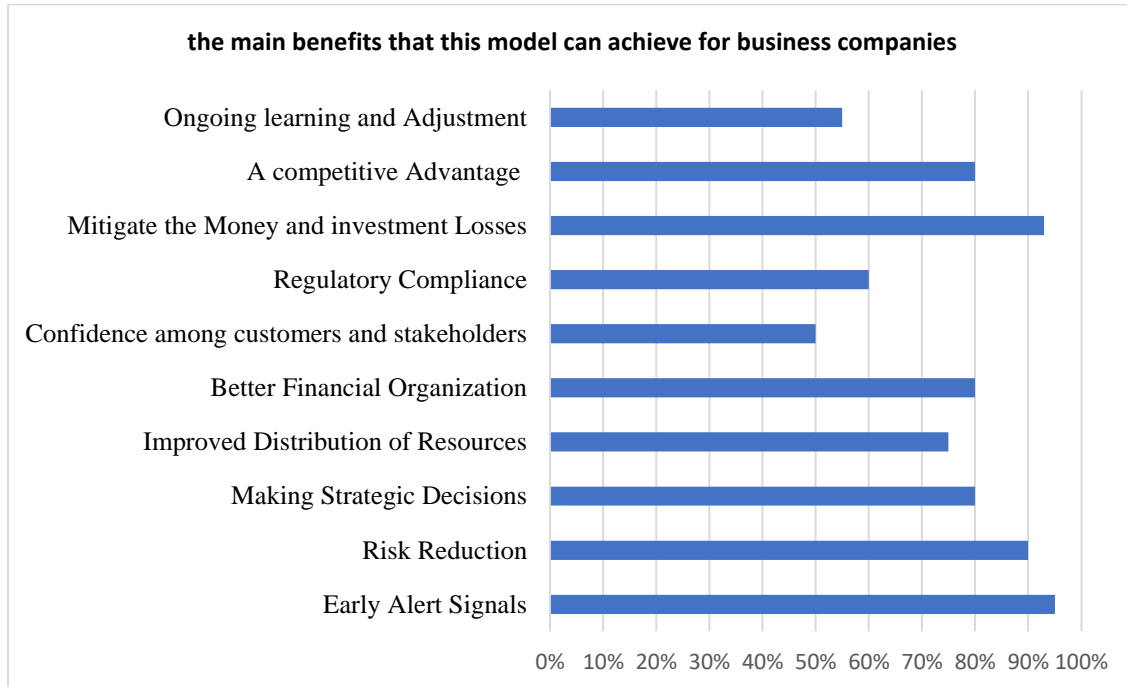 the main benefits that this model can achieve for business companies
Ongoing learning and Adjustment
A competitive Advantage
Mitigate the Money and investment Losses
Regulatory Compliance
Confidence among customers and stakeholders
Better Financial Organization
Improved Distribution of Resources
Making Strategic Decisions
Risk Reduction
Early Alert Signals
0% 10% 20% 30% 40% 50% 60% 70% 80% 90% 100%